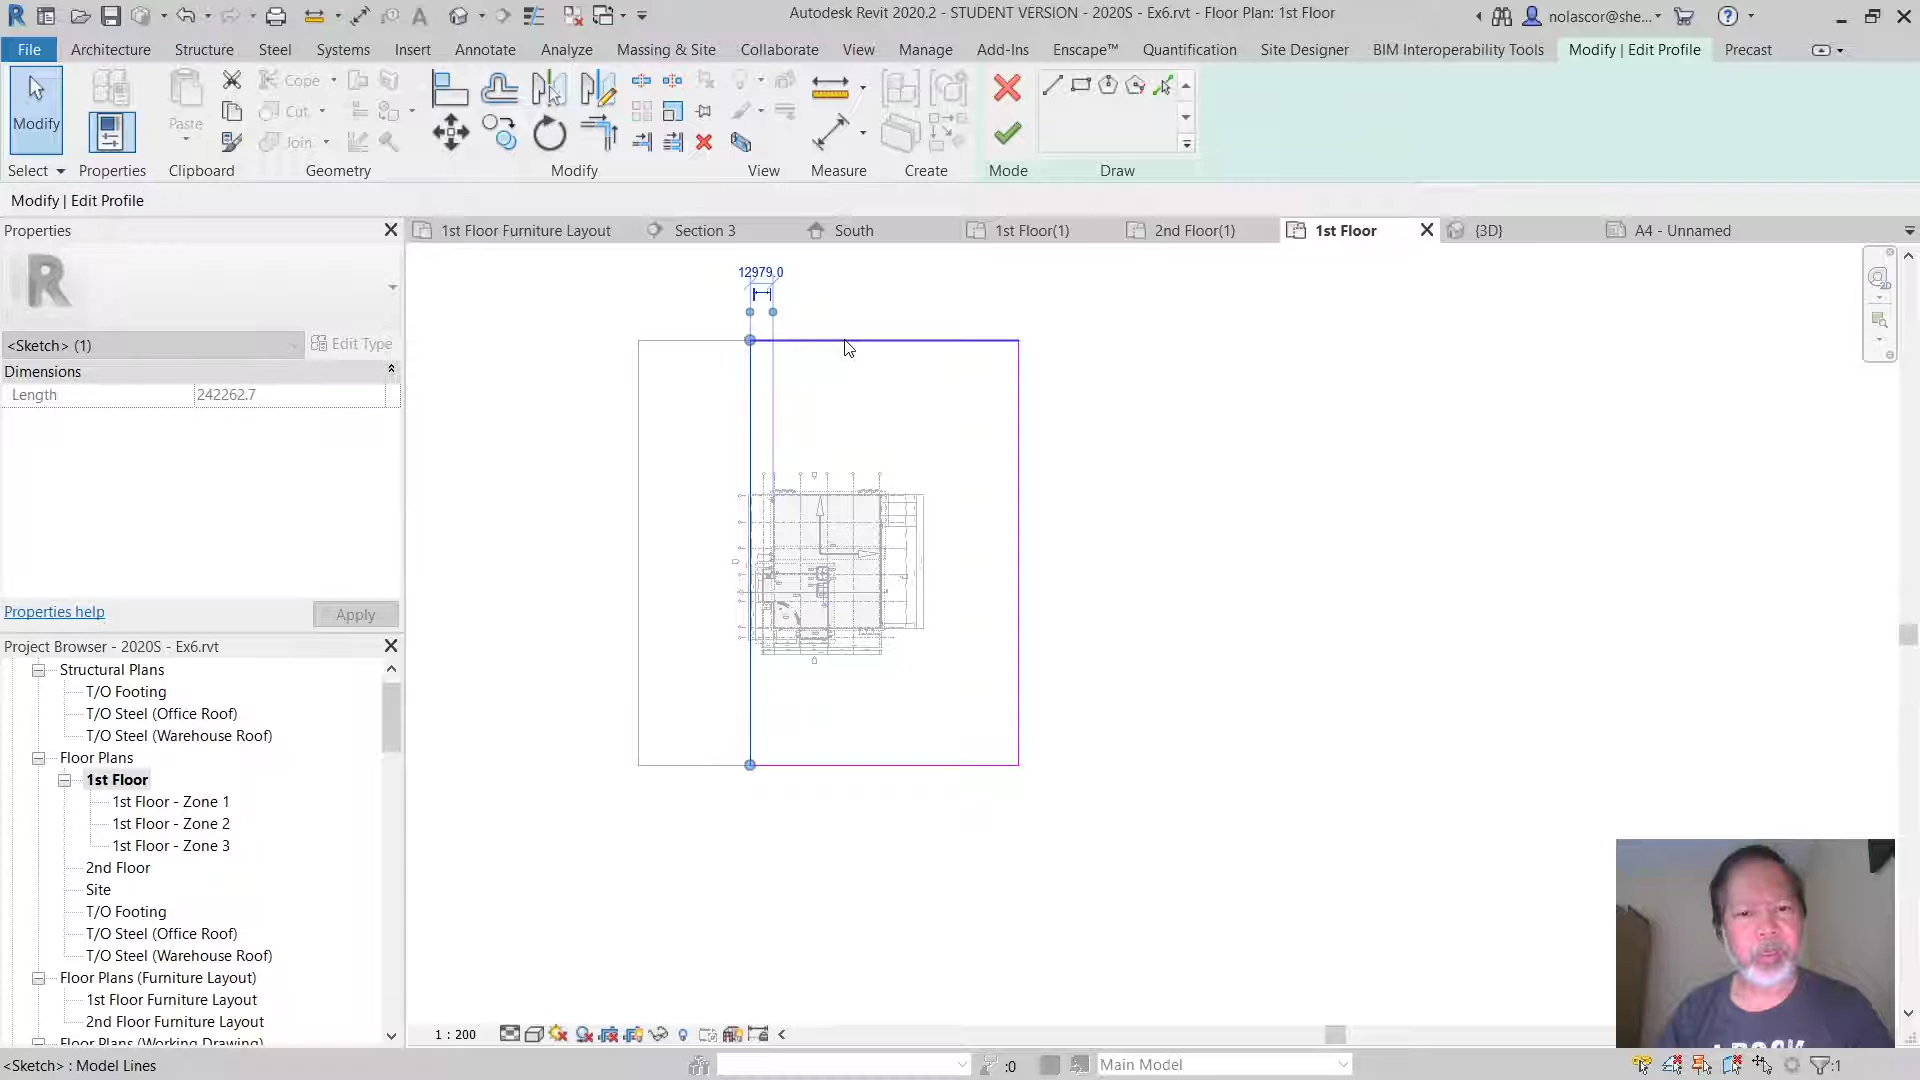 Autodesk Revit 2020.2 - STUDENT VERSION - 2020S - Ex6.rvt - Floor Plan: 1st Floor
nolascor@she...
File Architecture Structure Steel Systems Insert Annotate Analyze Massing & Site Collaborate View Manage Add-Ins Enscape™ Quantification Site Designer BIM Interoperability Tools Modify | Edit Profile Precast
Modify
Paste
Cope
Cut
Join
Select Properties Clipboard Geometry Modify View Measure Create Mode Draw
Modify | Edit Profile
Properties
1st Floor Furniture Layout Section 3 South 1st Floor(1) 2nd Floor(1) 1st Floor {3D} A4 - Unnamed
R
12979.0
2D
<Sketch> (1) Edit Type
Dimensions
Length 242262.7
Properties help Apply
Project Browser - 2020S - Ex6.rvt
Structural Plans
T/O Footing
T/O Steel (Office Roof)
T/O Steel (Warehouse Roof)
Floor Plans
1st Floor
1st Floor - Zone 1
1st Floor - Zone 2
1st Floor - Zone 3
2nd Floor
Site
T/O Footing
T/O Steel (Office Roof)
T/O Steel (Warehouse Roof)
Floor Plans (Furniture Layout)
1st Floor Furniture Layout
2nd Floor Furniture Layout
Floor Plans (Working Drawing)
1 : 200
<Sketch> : Model Lines
:0
Main Model
:1